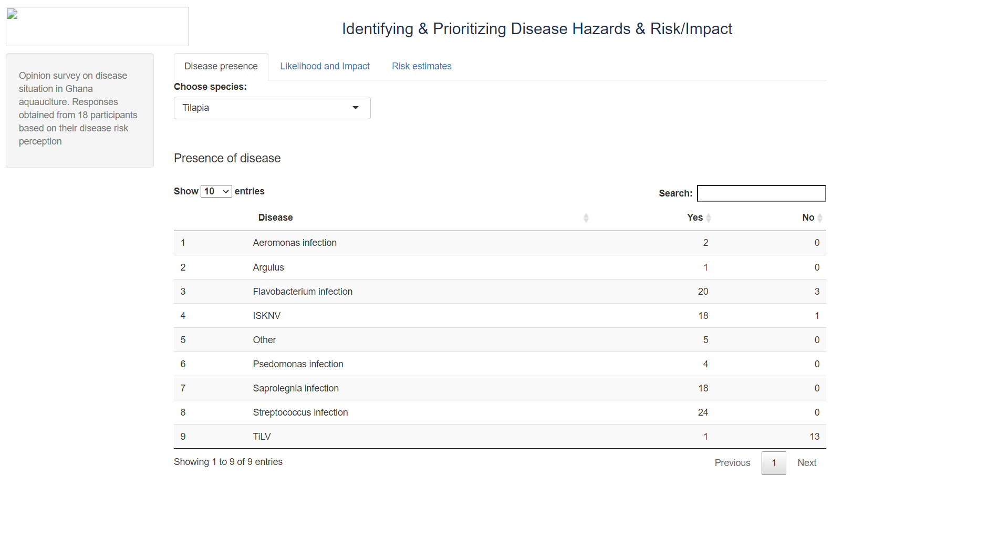 Identifying & Prioritizing Disease Hazards & Risk/Impact
Opinion survey on disease
situation in Ghana
aquauclture. Responses
obtained from 18 participants
based on their disease risk
perception
Disease presence Likelihood and Impact Risk estimates
Choose species:
Tilapia
Presence of disease
Show 10 entries Search:
Disease Yes No
1 Aeromonas infection 2 0
2 Argulus 1 0
3 Flavobacterium infection 20 3
4 ISKNV 18 1
5 Other 5 0
6 Psedomonas infection 4 0
7 Saprolegnia infection 18 0
8 Streptococcus infection 24 0
9 TiLV 1 13
Showing 1 to 9 of 9 entries Previous 1 Next